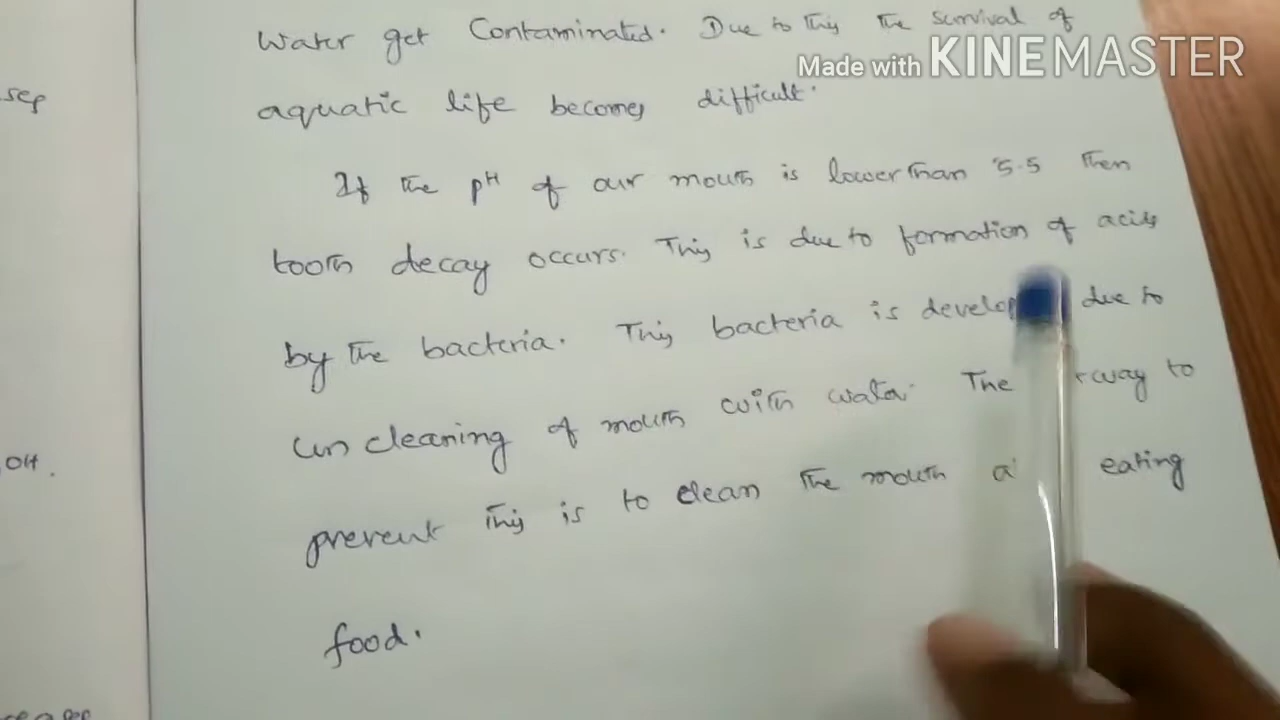 Water get Contaminated. Due to this the survival of
Made with KINEMASTER
sep
aquatic life becomes difficult.
If the pH of our mouth is lower than 5.5 then
tooth decay occurs. This is due to formation of acids
by the bacteria. This bacteria is due to
un cleaning of mouth with water. The way to
OH.
prevent this is to clean the mouth eating
food.